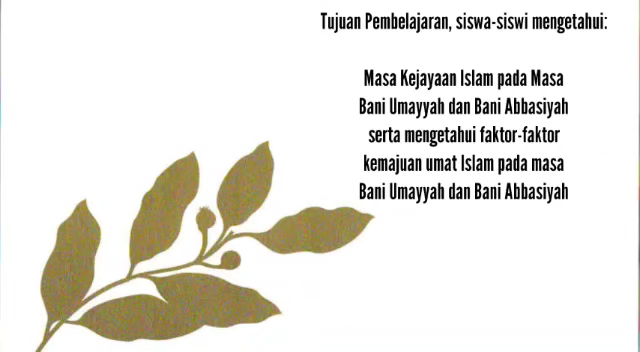 Tujuan Pembelajaran, siswa-siswi mengetahui:
Masa Kejayaan Islam pada Masa
Bani Umayyah dan Bani Abbasiyah
serta mengetahui faktor-faktor
kemajuan umat Islam pada masa
Bani Umayyah dan Bani Abbasiyah